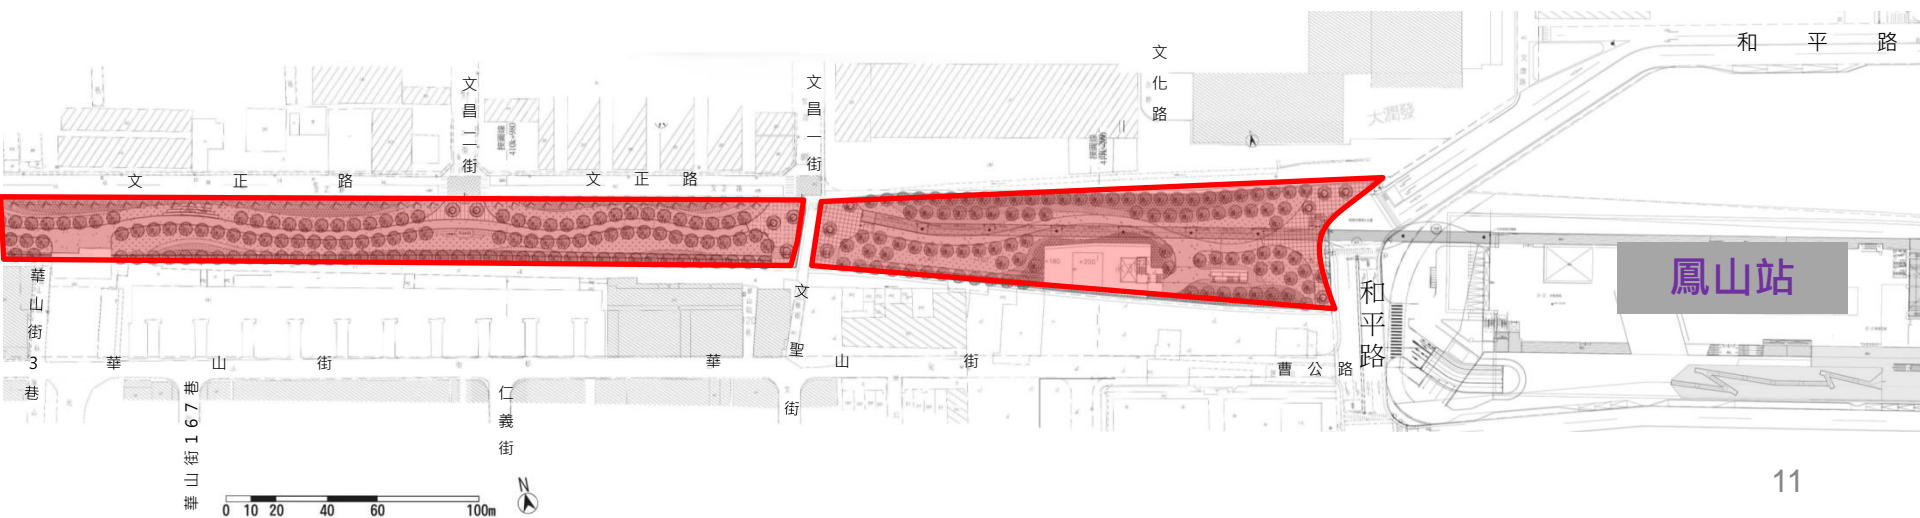 和平路
文化路
文昌二街
文昌一街
大潤發
文正路
文正路
鳳山站
和平路
華山街3巷
華山街
文聖街
華山街
曹公路
華山街167巷
仁義街
N
0 10 20 40 60 100m
11